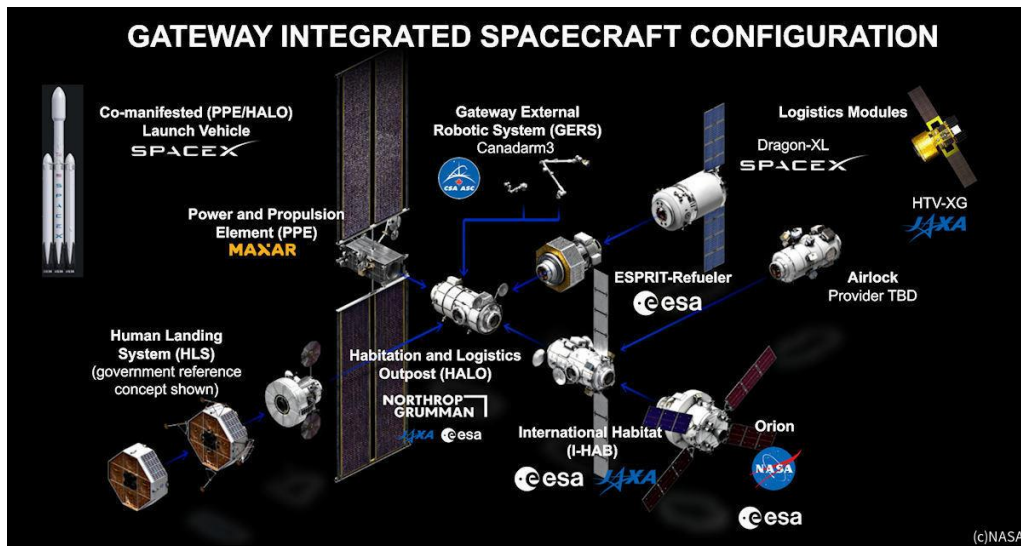 GATEWAY INTEGRATED SPACECRAFT CONFIGURATION
Co-manifested (PPE/HALO)
Launch Vehicle
SPACEX
Gateway External
Robotic System (GERS)
Canadarm3
CSA ASC
Logistics Modules
Dragon-XL
SPACEX
HTV-XG
JAXA
Power and Propulsion
Element (PPE)
MAXAR
ESPRIT-Refueler
esa
Airlock
Provider TBD
Human Landing
System (HLS)
(government reference
concept shown)
Habitation and Logistics
Outpost (HALO)
NORTHROP
GRUMMAN
JAXA esa
International Habitat
(I-HAB)
esa JAXA
Orion
NASA
esa
SPACEX
(c)NASA